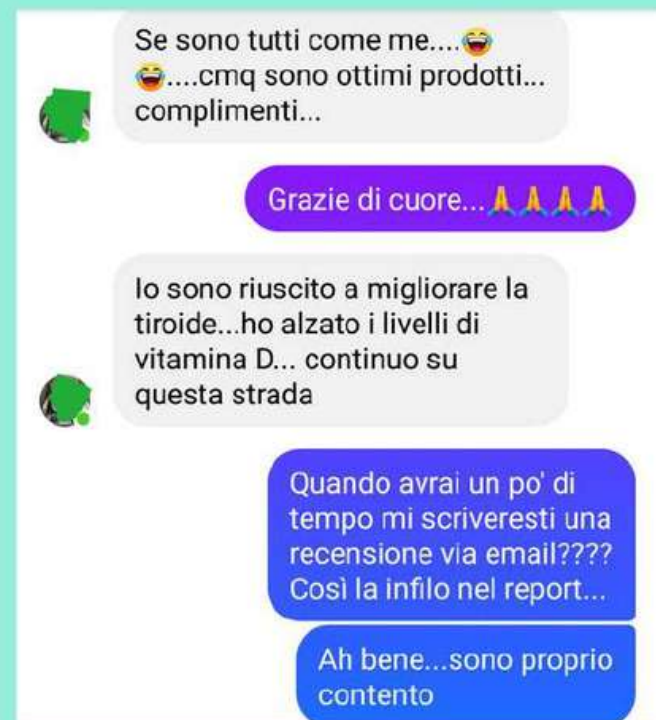 Se sono tutti come me....😂
😂....cmq sono ottimi prodotti...
complimenti...
Grazie di cuore...🙏🙏🙏🙏
Io sono riuscito a migliorare la
tiroide...ho alzato i livelli di
vitamina D... continuo su
questa strada
Quando avrai un po' di
tempo mi scriveresti una
recensione via email????
Così la infilo nel report...
Ah bene...sono proprio
contento